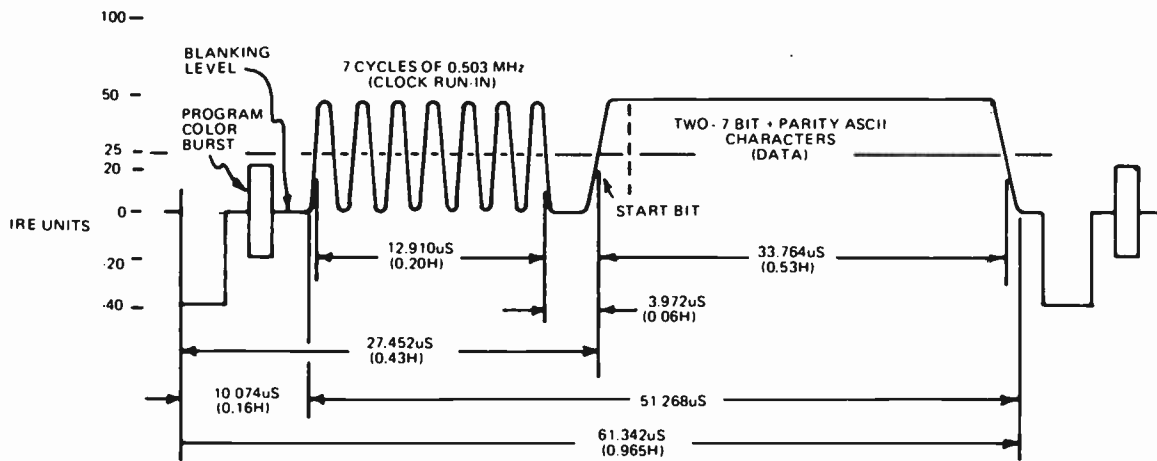 100
BLANKING
LEVEL
7 CYCLES OF 0.503 MHz
(CLOCK RUN-IN)
50
PROGRAM
COLOR
BURST
TWO - 7 BIT + PARITY ASCII
CHARACTERS
(DATA)
25
20
START BIT
IRE UNITS
0
12.910uS
(0.20H)
33.764uS
(0.53H)
-20
3.972uS
(0 06H)
-40
27.452uS
(0.43H)
10 074uS
(0.16H)
51 268uS
61.342uS
(0.965H)